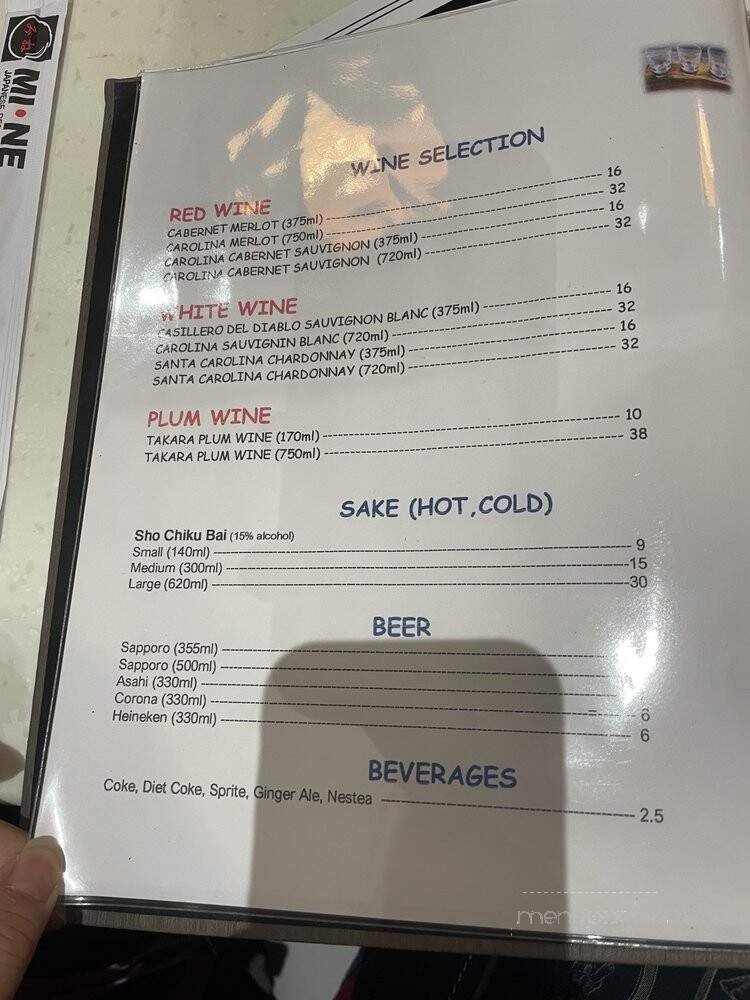 MI•NE
WINE SELECTION
RED WINE
CABERNET MERLOT (375ml) 16
CAROLINA MERLOT (750ml) 32
CAROLINA CABERNET SAUVIGNON (375ml) 16
CAROLINA CABERNET SAUVIGNON (720ml) 32
WHITE WINE
CASILLERO DEL DIABLO SAUVIGNON BLANC (375ml) 16
CAROLINA SAUVIGNIN BLANC (720ml) 32
SANTA CAROLINA CHARDONNAY (375ml) 16
SANTA CAROLINA CHARDONNAY (720ml) 32
PLUM WINE
TAKARA PLUM WINE (170ml) 10
TAKARA PLUM WINE (750ml) 38
SAKE (HOT,COLD)
Sho Chiku Bai (15% alcohol)
Small (140ml) 9
Medium (300ml) 15
Large (620ml) 30
BEER
Sapporo (355ml)
Sapporo (500ml)
Asahi (330ml)
Corona (330ml) 6
Heineken (330ml) 6
BEVERAGES
Coke, Diet Coke, Sprite, Ginger Ale, Nestea 2.5